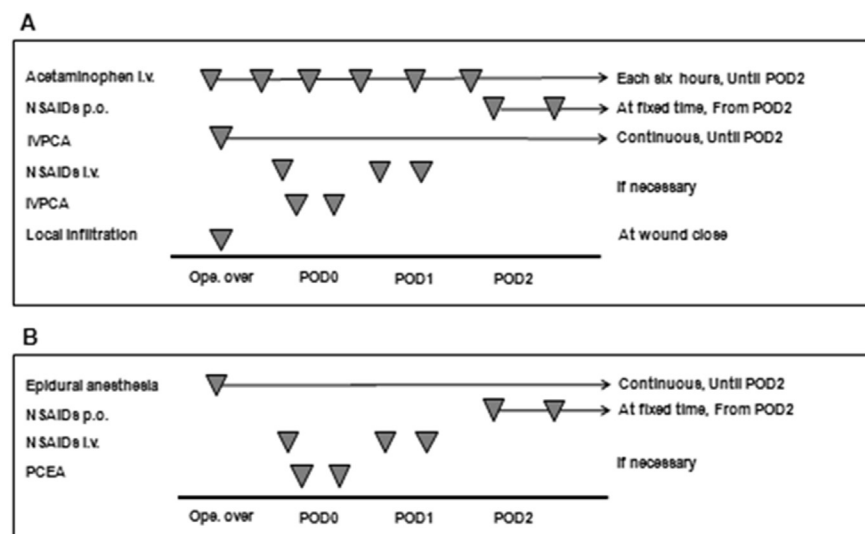 A
Acetaminophen i.v. Each six hours, Until POD2
NSAIDs p.o. At fixed time, From POD2
IVPCA Continuous, Until POD2
NSAIDs i.v.
If necessary
IVPCA
Local infiltration At wound close
Ope. over POD0 POD1 POD2
B
Epidural anesthesia Continuous, Until POD2
NSAIDs p.o. At fixed time, From POD2
NSAIDs i.v.
If necessary
PCEA
Ope. over POD0 POD1 POD2